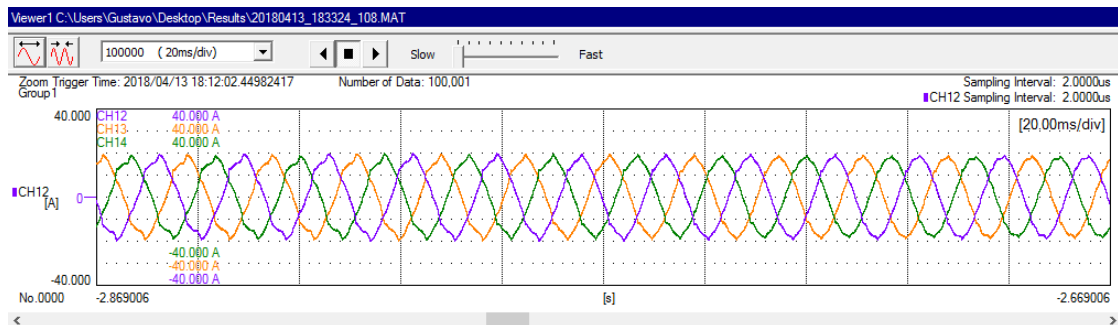 Viewer1 C:\Users\Gustavo\Desktop\Results\20180413_183324_108.MAT
100000 ( 20ms/div)
Slow
Fast
Zoom Trigger Time: 2018/04/13 18:12:02.44982417 Number of Data: 100,001 Sampling Interval: 2.0000us
Group1 CH12 Sampling Interval: 2.0000us
40.000 CH12 40.000 A
CH13 40.000 A [20.00ms/div]
CH14 40.000 A
CH12 0
[A]
-40.000 A
-40.000 A
-40.000 -40.000 A
No.0000 -2.869006 [s] -2.669006